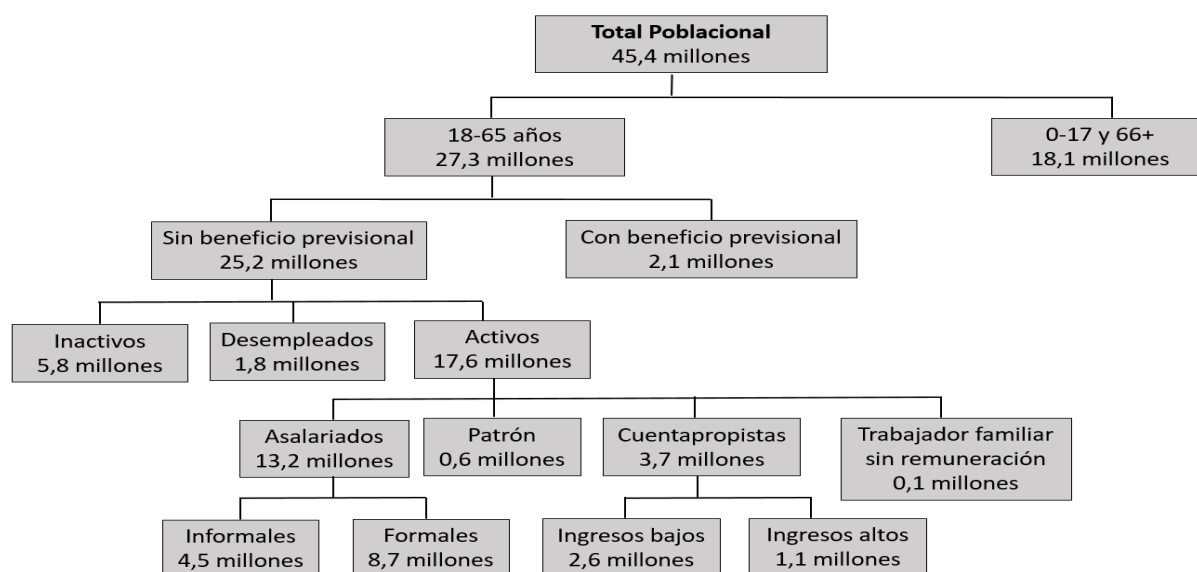 Total Poblacional
45,4 millones
18-65 años
27,3 millones
0-17 y 66+
18,1 millones
Sin beneficio previsional
25,2 millones
Con beneficio previsional
2,1 millones
Inactivos
5,8 millones
Desempleados
1,8 millones
Activos
17,6 millones
Asalariados
13,2 millones
Patrón
0,6 millones
Cuentapropistas
3,7 millones
Trabajador familiar
sin remuneración
0,1 millones
Informales
4,5 millones
Formales
8,7 millones
Ingresos bajos
2,6 millones
Ingresos altos
1,1 millones